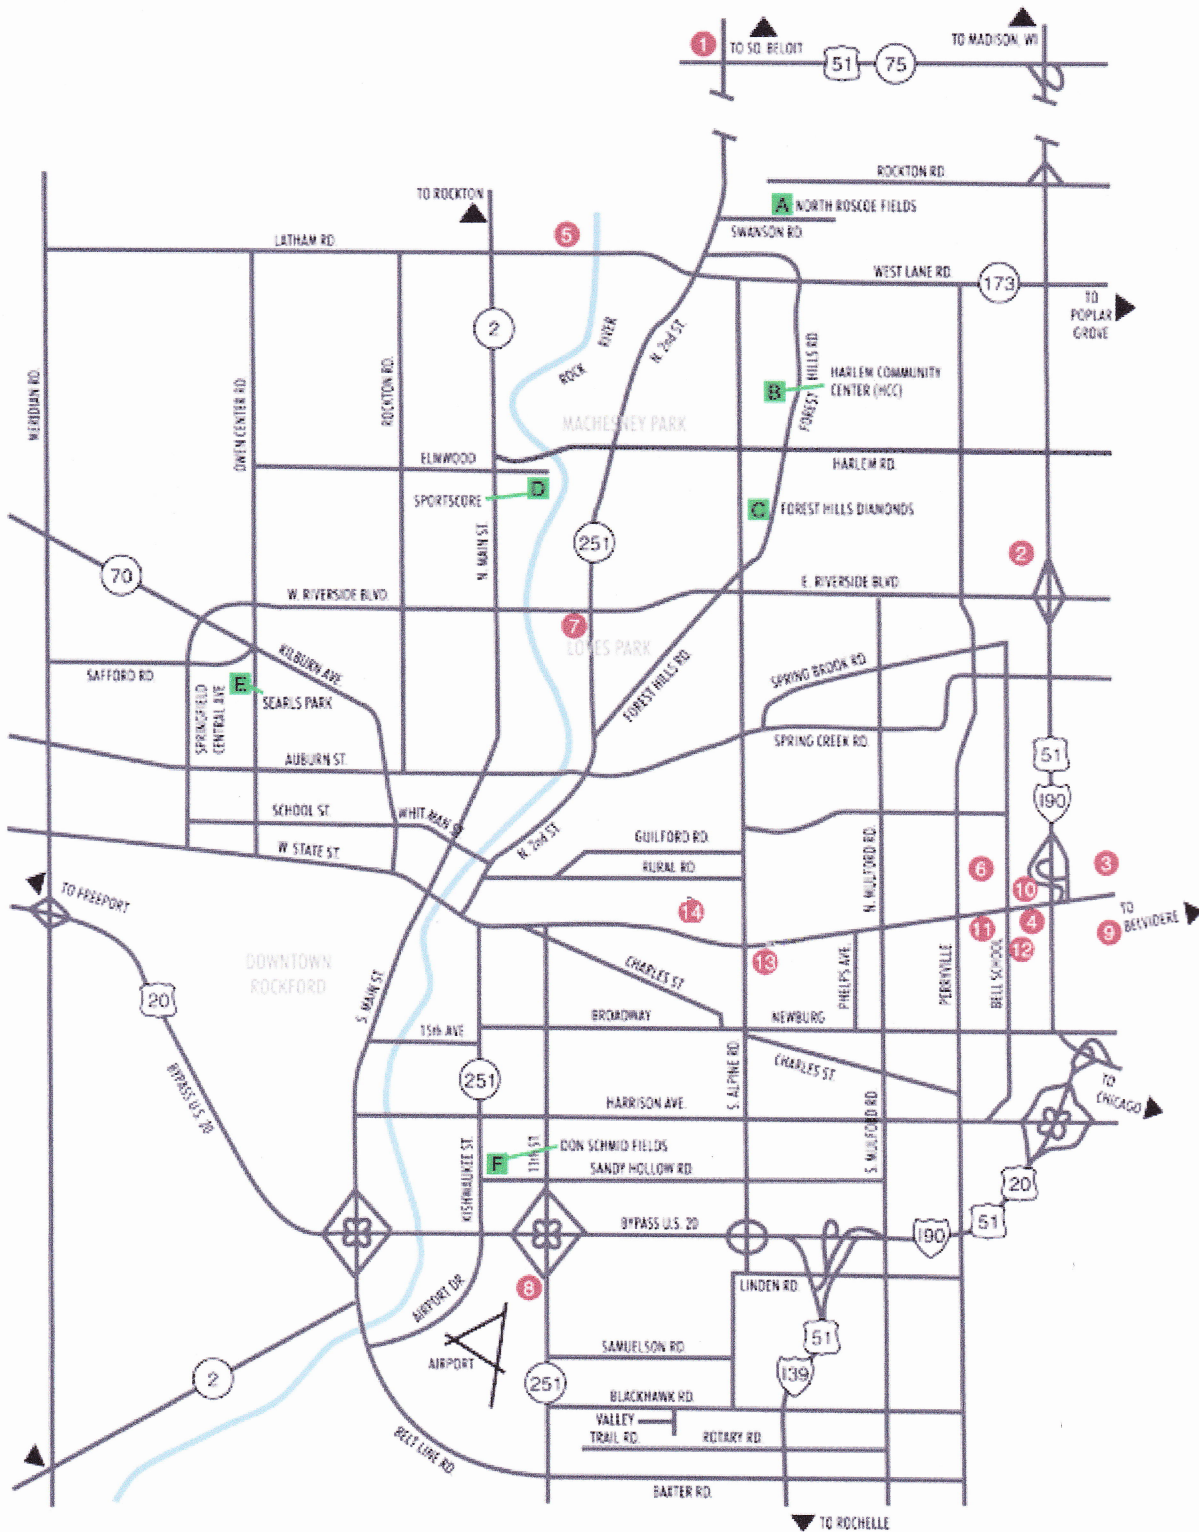 1
TO SO. BELOIT
51
75
TO MADISON, WI
ROCKTON RD.
TO ROCKTON
A
NORTH ROSCOE FIELDS
SWANSON RD.
5
LATHAM RD.
WEST LANE RD.
173
TO
POPLAR
GROVE
2
ROCK
RIVER
N. 2nd ST.
MERIDIAN RD.
OWEN CENTER RD.
ROCKTON RD.
FOREST HILLS RD.
B
HARLEM COMMUNITY
CENTER (HCC)
MACHESNEY PARK
ELMWOOD
HARLEM RD.
SPORTSCORE
D
C
FOREST HILLS DIAMONDS
N. MAIN ST.
251
2
70
W. RIVERSIDE BLVD.
E. RIVERSIDE BLVD
7
LOVES PARK
SAFFORD RD
KILBURN AVE
E
SEARLS PARK
SPRINGFIELD
CENTRAL AVE
FOREST HILLS RD.
SPRING BROOK RD.
SPRING CREEK RD.
AUBURN ST.
51
190
SCHOOL ST.
WHITMAN ST.
N. 2nd ST.
W. STATE ST.
GUILFORD RD.
RURAL RD
N. MULFORD RD.
6
10
3
TO FREEPORT
14
11
4
12
9
TO
BELVIDERE
13
DOWNTOWN
ROCKFORD
20
S. MAIN ST.
CHARLES ST.
PHELPS AVE.
PERRYVILLE
BELL SCHOOL
BROADWAY
NEWBURG
15th AVE
251
S. ALPINE RD.
CHARLES ST.
TO
CHICAGO
BYPASS U.S. 20
HARRISON AVE.
S. MULFORD RD.
KISHWAUKEE ST.
F
11th ST.
DON SCHMID FIELDS
SANDY HOLLOW RD.
20
51
190
BYPASS U.S. 20
8
AIRPORT DR
LINDEN RD.
AIRPORT
SAMUELSON RD
51
139
2
251
BLACKHAWK RD.
VALLEY
TRAIL RD.
ROTARY RD.
BELT LINE RD.
BAXTER RD.
TO ROCHELLE